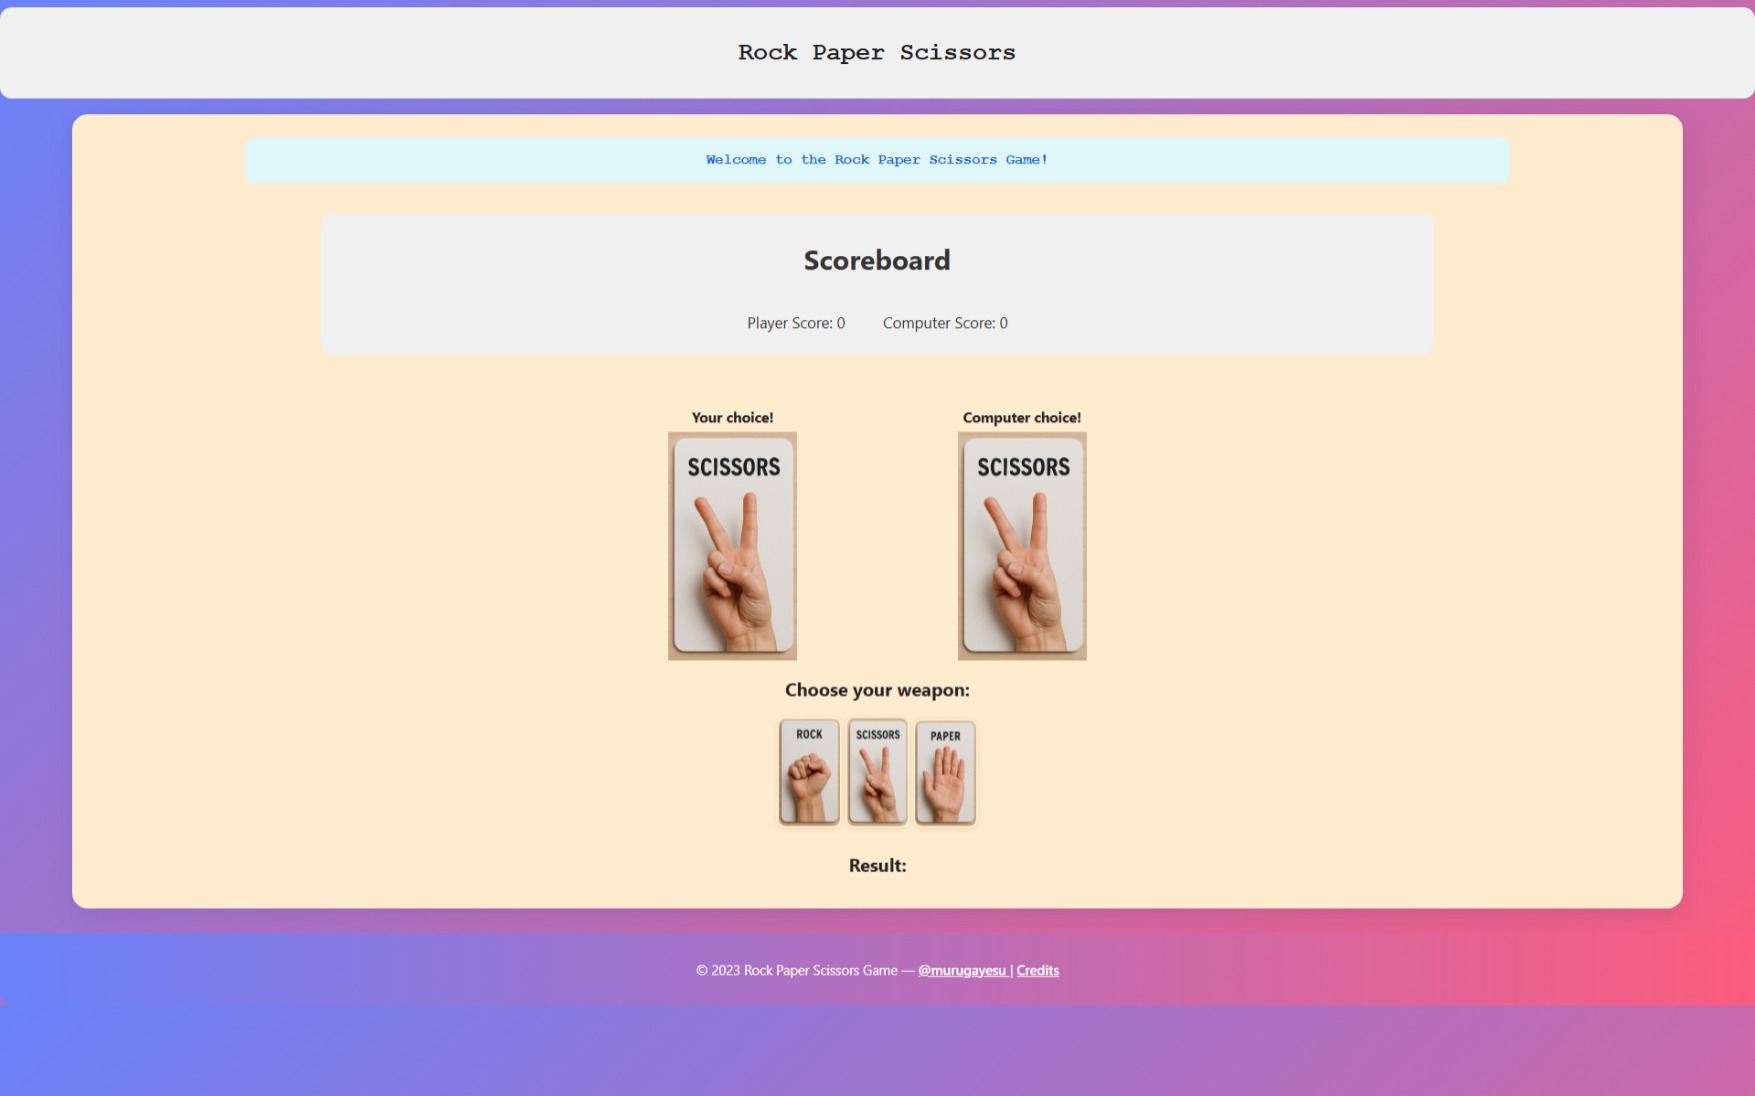 Rock Paper Scissors
Welcome to the Rock Paper Scissors Game!
Scoreboard
Player Score: 0 Computer Score: 0
Your choice! Computer choice!
SCISSORS SCISSORS
Choose your weapon:
ROCK SCISSORS PAPER
Result:
© 2023 Rock Paper Scissors Game — @murugayesu | Credits